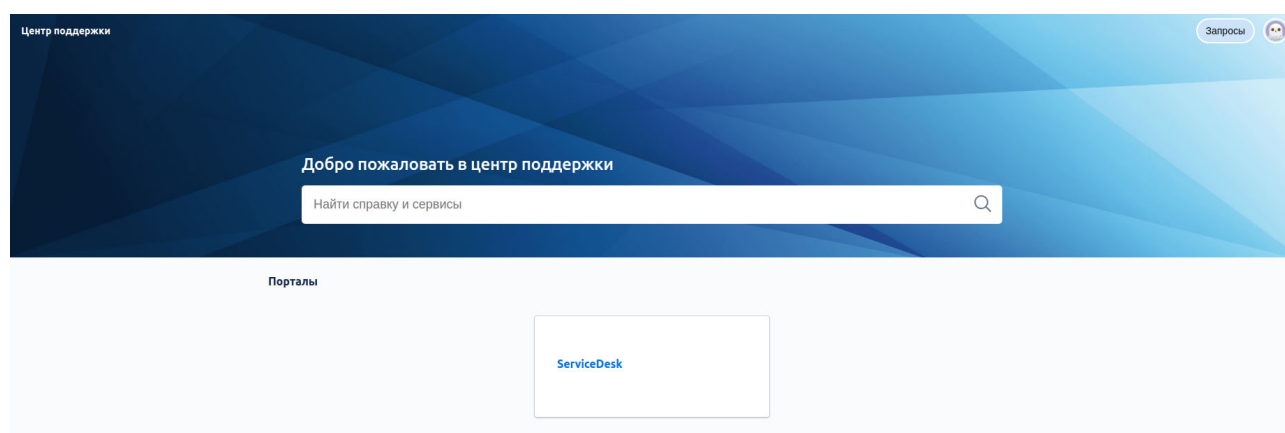 Центр поддержки
Запросы
Добро пожаловать в центр поддержки
Найти справку и сервисы
Порталы
ServiceDesk